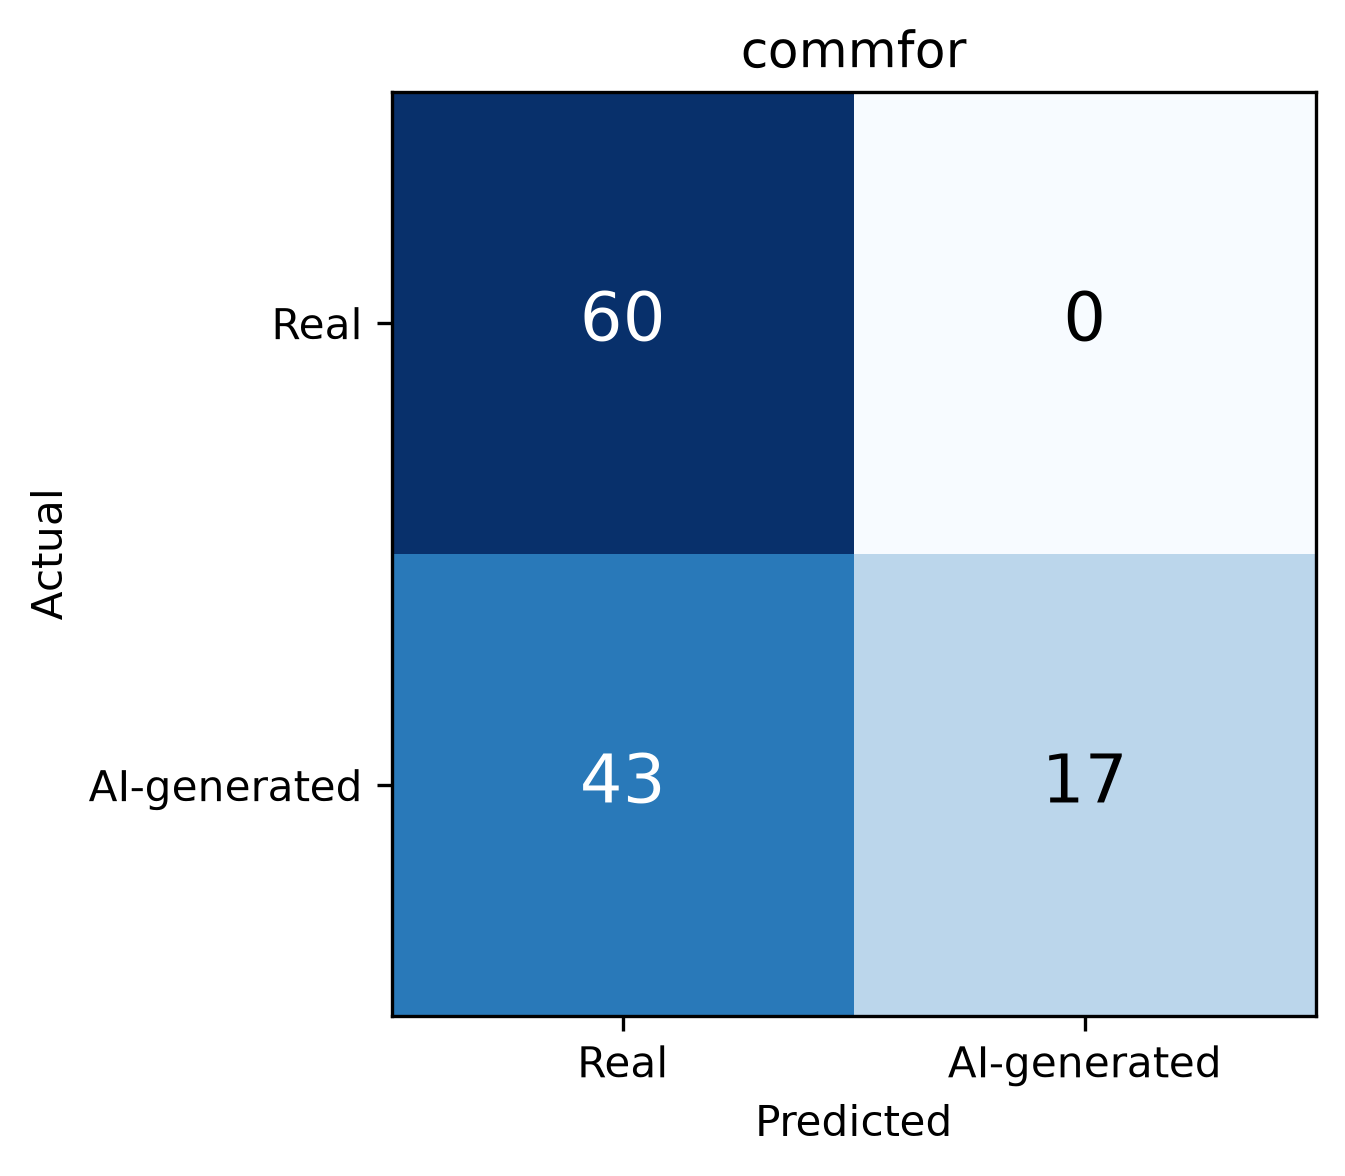 commfor
Real
60
0
Actual
AI-generated
43
17
Real
AI-generated
Predicted